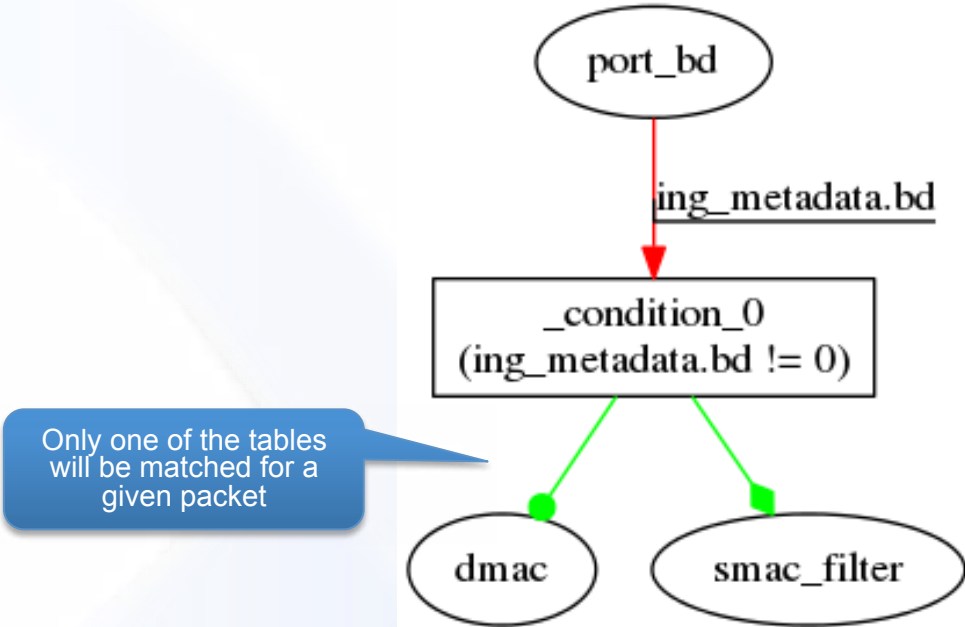 port_bd
ing_metadata.bd
_condition_0
(ing_metadata.bd != 0)
Only one of the tables
will be matched for a
given packet
dmac
smac_filter